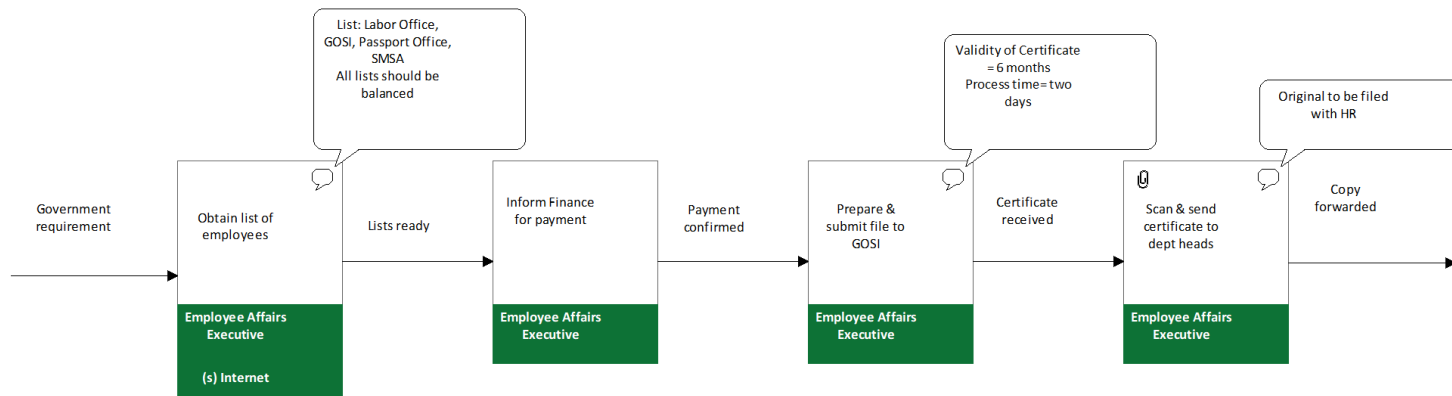 List: Labor Office,
GOSI, Passport Office,
SMSA
All lists should be
balanced
Validity of Certificate
= 6 months
Process time= two
days
Original to be filed
with HR
Government
requirement
Obtain list of
employees
Lists ready
Inform Finance
for payment
Payment
confirmed
Prepare &
submit file to
GOSI
Certificate
received
Scan & send
certificate to
dept heads
Copy
forwarded
Employee Affairs
Executive
(s) Internet
Employee Affairs
Executive
Employee Affairs
Executive
Employee Affairs
Executive